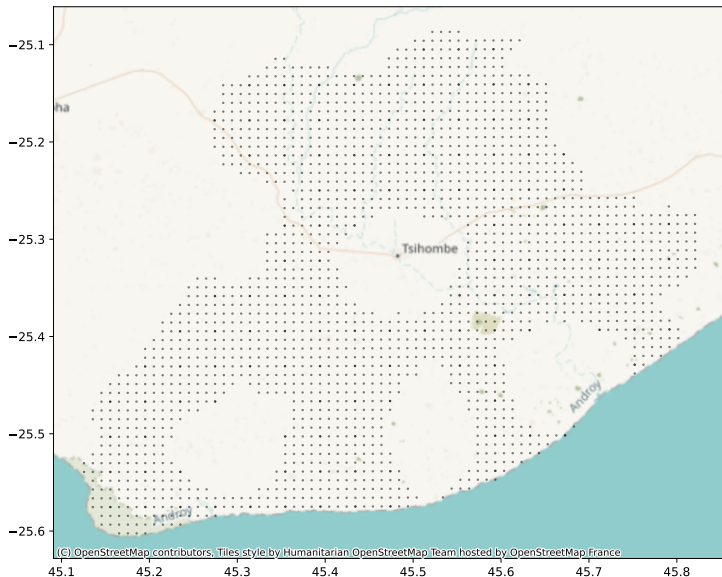 −25.1
ha
−25.2
−25.3
Tsihombe
−25.4
Androy
−25.5
Androy
−25.6
(C) OpenStreetMap contributors, Tiles style by Humanitarian OpenStreetMap Team hosted by OpenStreetMap France
45.1 45.2 45.3 45.4 45.5 45.6 45.7 45.8